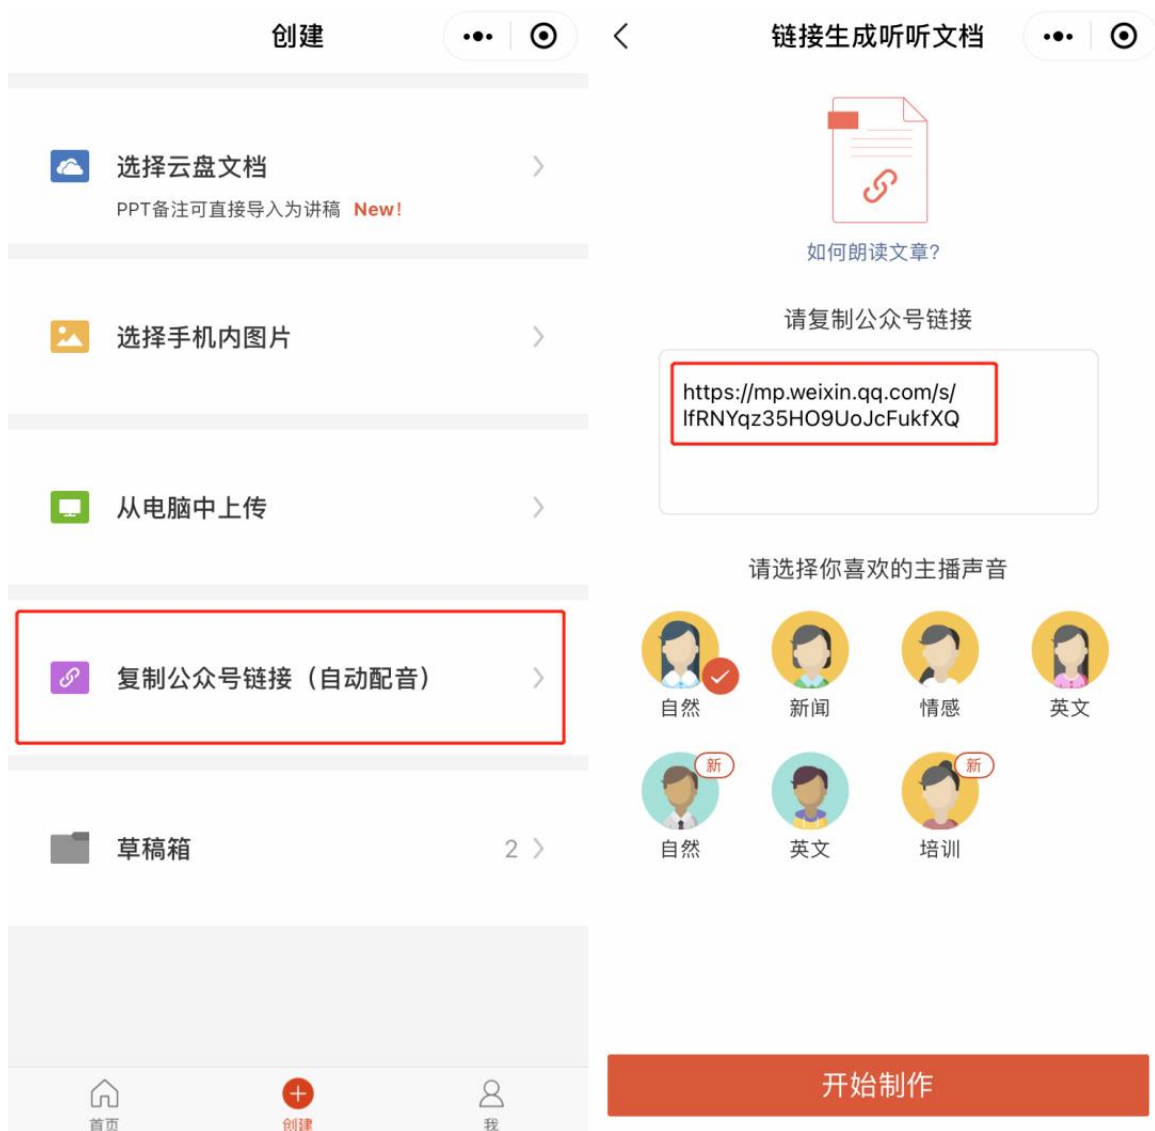 创建
选择云盘文档
PPT备注可直接导入为讲稿 New!
选择手机内图片
从电脑中上传
复制公众号链接（自动配音）
草稿箱
2
首页
创建
我
链接生成听听文档
如何朗读文章?
请复制公众号链接
https://mp.weixin.qq.com/s/
lfRNYqz35HO9UoJcFukfXQ
请选择你喜欢的主播声音
自然
新闻
情感
英文
新
新
自然
英文
培训
开始制作